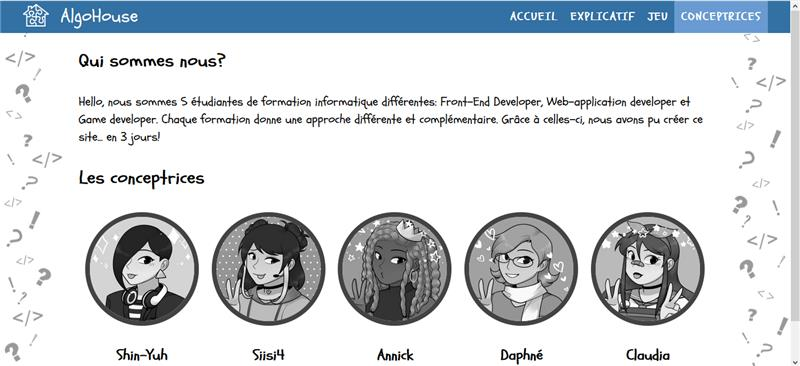 AlgoHouse
ACCUEIL EXPLICATIF JEU CONCEPTRICES
Qui sommes nous?
Hello, nous sommes 5 étudiantes de formation informatique différentes: Front-End Developer, Web-application developer et
Game developer. Chaque formation donne une approche différente et complémentaire. Grâce à celles-ci, nous avons pu créer ce
site... en 3 jours!
Les conceptrices
Shin-Yuh Siisi4 Annick Daphné Claudia